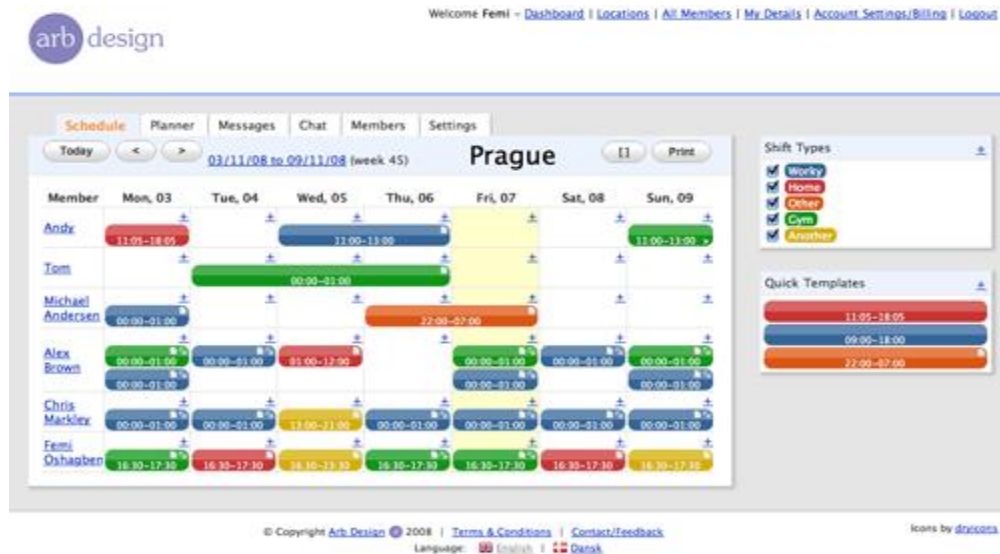 Welcome Femi - Dashboard | Locations | All Members | My Details | Account Settings/Billing | Logout
arb design
Schedule Planner Messages Chat Members Settings
Today < > 03/11/08 to 09/11/08 (week 45) Prague [] Print
Member Mon, 03 Tue, 04 Wed, 05 Thu, 06 Fri, 07 Sat, 08 Sun, 09
Andy 11:05-18:05 11:00-13:00 11:00-13:00 »
Tom 00:00-01:00
Michael
Andersen 00:00-01:00 22:00-07:00
Alex
Brown
00:00-01:00 00:00-01:00 01:00-12:00 00:00-01:00 00:00-01:00 00:00-01:00
00:00-01:00 00:00-01:00 00:00-01:00
Chris
Markley 00:00-01:00 00:00-01:00 13:00-21:00 00:00-01:00 00:00-01:00 00:00-01:00 00:00-01:00
Femi
Oshagben 16:30-17:30 16:30-17:30 16:30-23:30 16:30-17:30 16:30-17:30 16:30-17:30 16:30-17:30
Shift Types
Worky
Home
Other
Gym
Another
Quick Templates
11:05-18:05
09:00-18:00
22:00-07:00
© Copyright Arb Design 2008 | Terms & Conditions | Contact/Feedback
Language: English | Dansk
Icons by dryicons